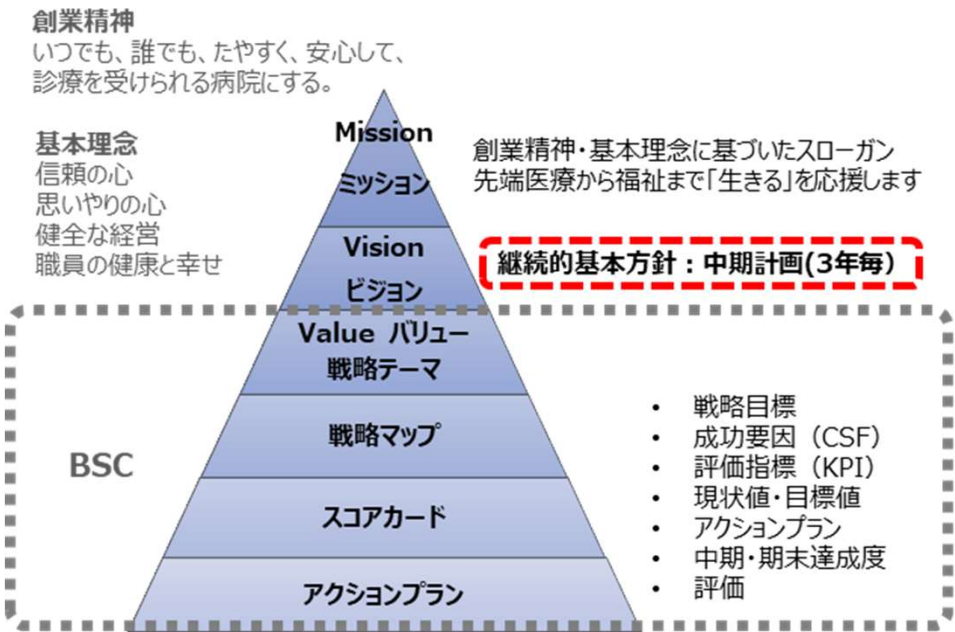 創業精神
いつでも、誰でも、たやすく、安心して、
診療を受けられる病院にする。
基本理念
信頼の心
思いやりの心
健全な経営
職員の健康と幸せ
Mission
ミッション
創業精神・基本理念に基づいたスローガン
先端医療から福祉まで「生きる」を応援します
Vision
ビジョン
継続的基本方針：中期計画(3年毎）
BSC
Value バリュー
戦略テーマ
戦略マップ
スコアカード
アクションプラン
• 戦略目標
• 成功要因（CSF）
• 評価指標（KPI）
• 現状値・目標値
• アクションプラン
• 中期・期末達成度
• 評価